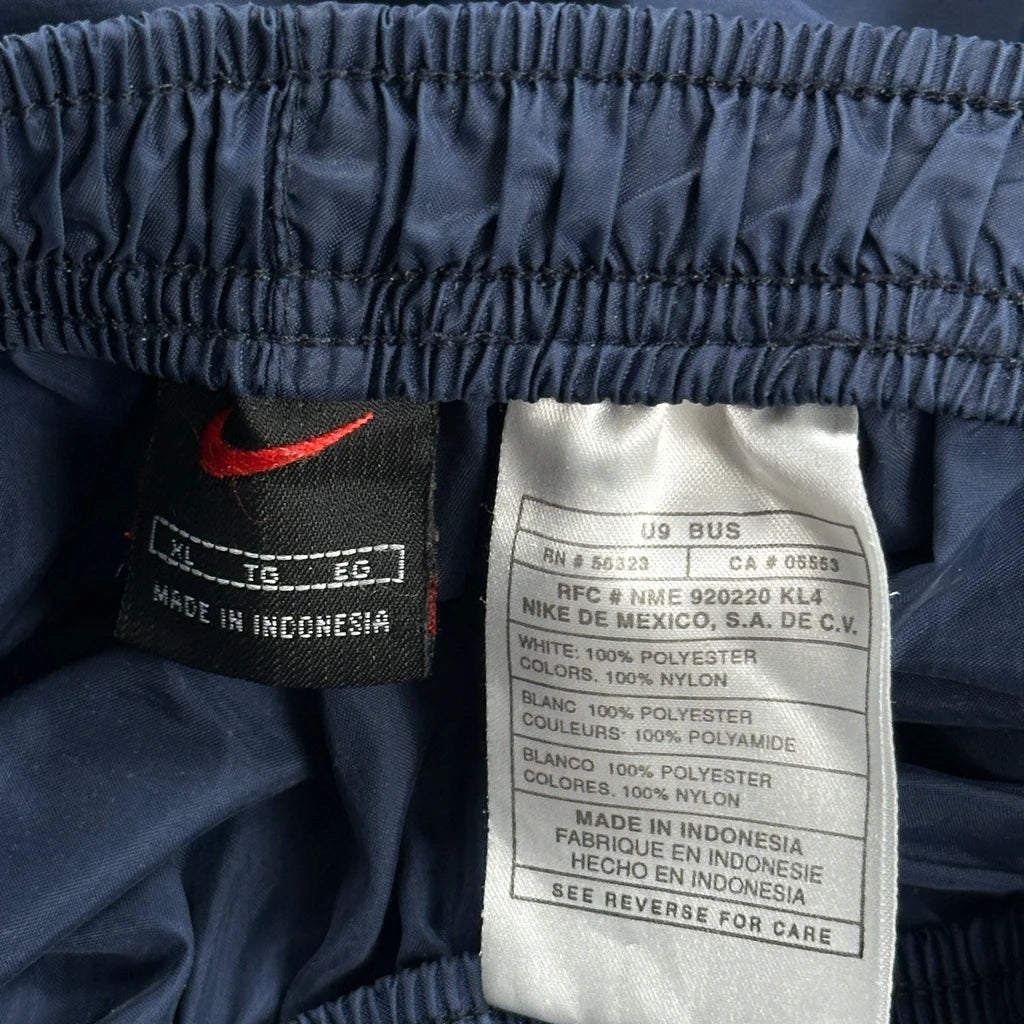 XL TG EG
MADE IN INDONESIA
U9 BUS
RN # 56323 CA # 05553
RFC # NME 920220 KL4
NIKE DE MEXICO, S.A. DE C.V.
WHITE: 100% POLYESTER
COLORS. 100% NYLON
BLANC 100% POLYESTER
COULEURS· 100% POLYAMIDE
BLANCO 100% POLYESTER
COLORES. 100% NYLON
MADE IN INDONESIA
FABRIQUE EN INDONESIE
HECHO EN INDONESIA
SEE REVERSE FOR CARE